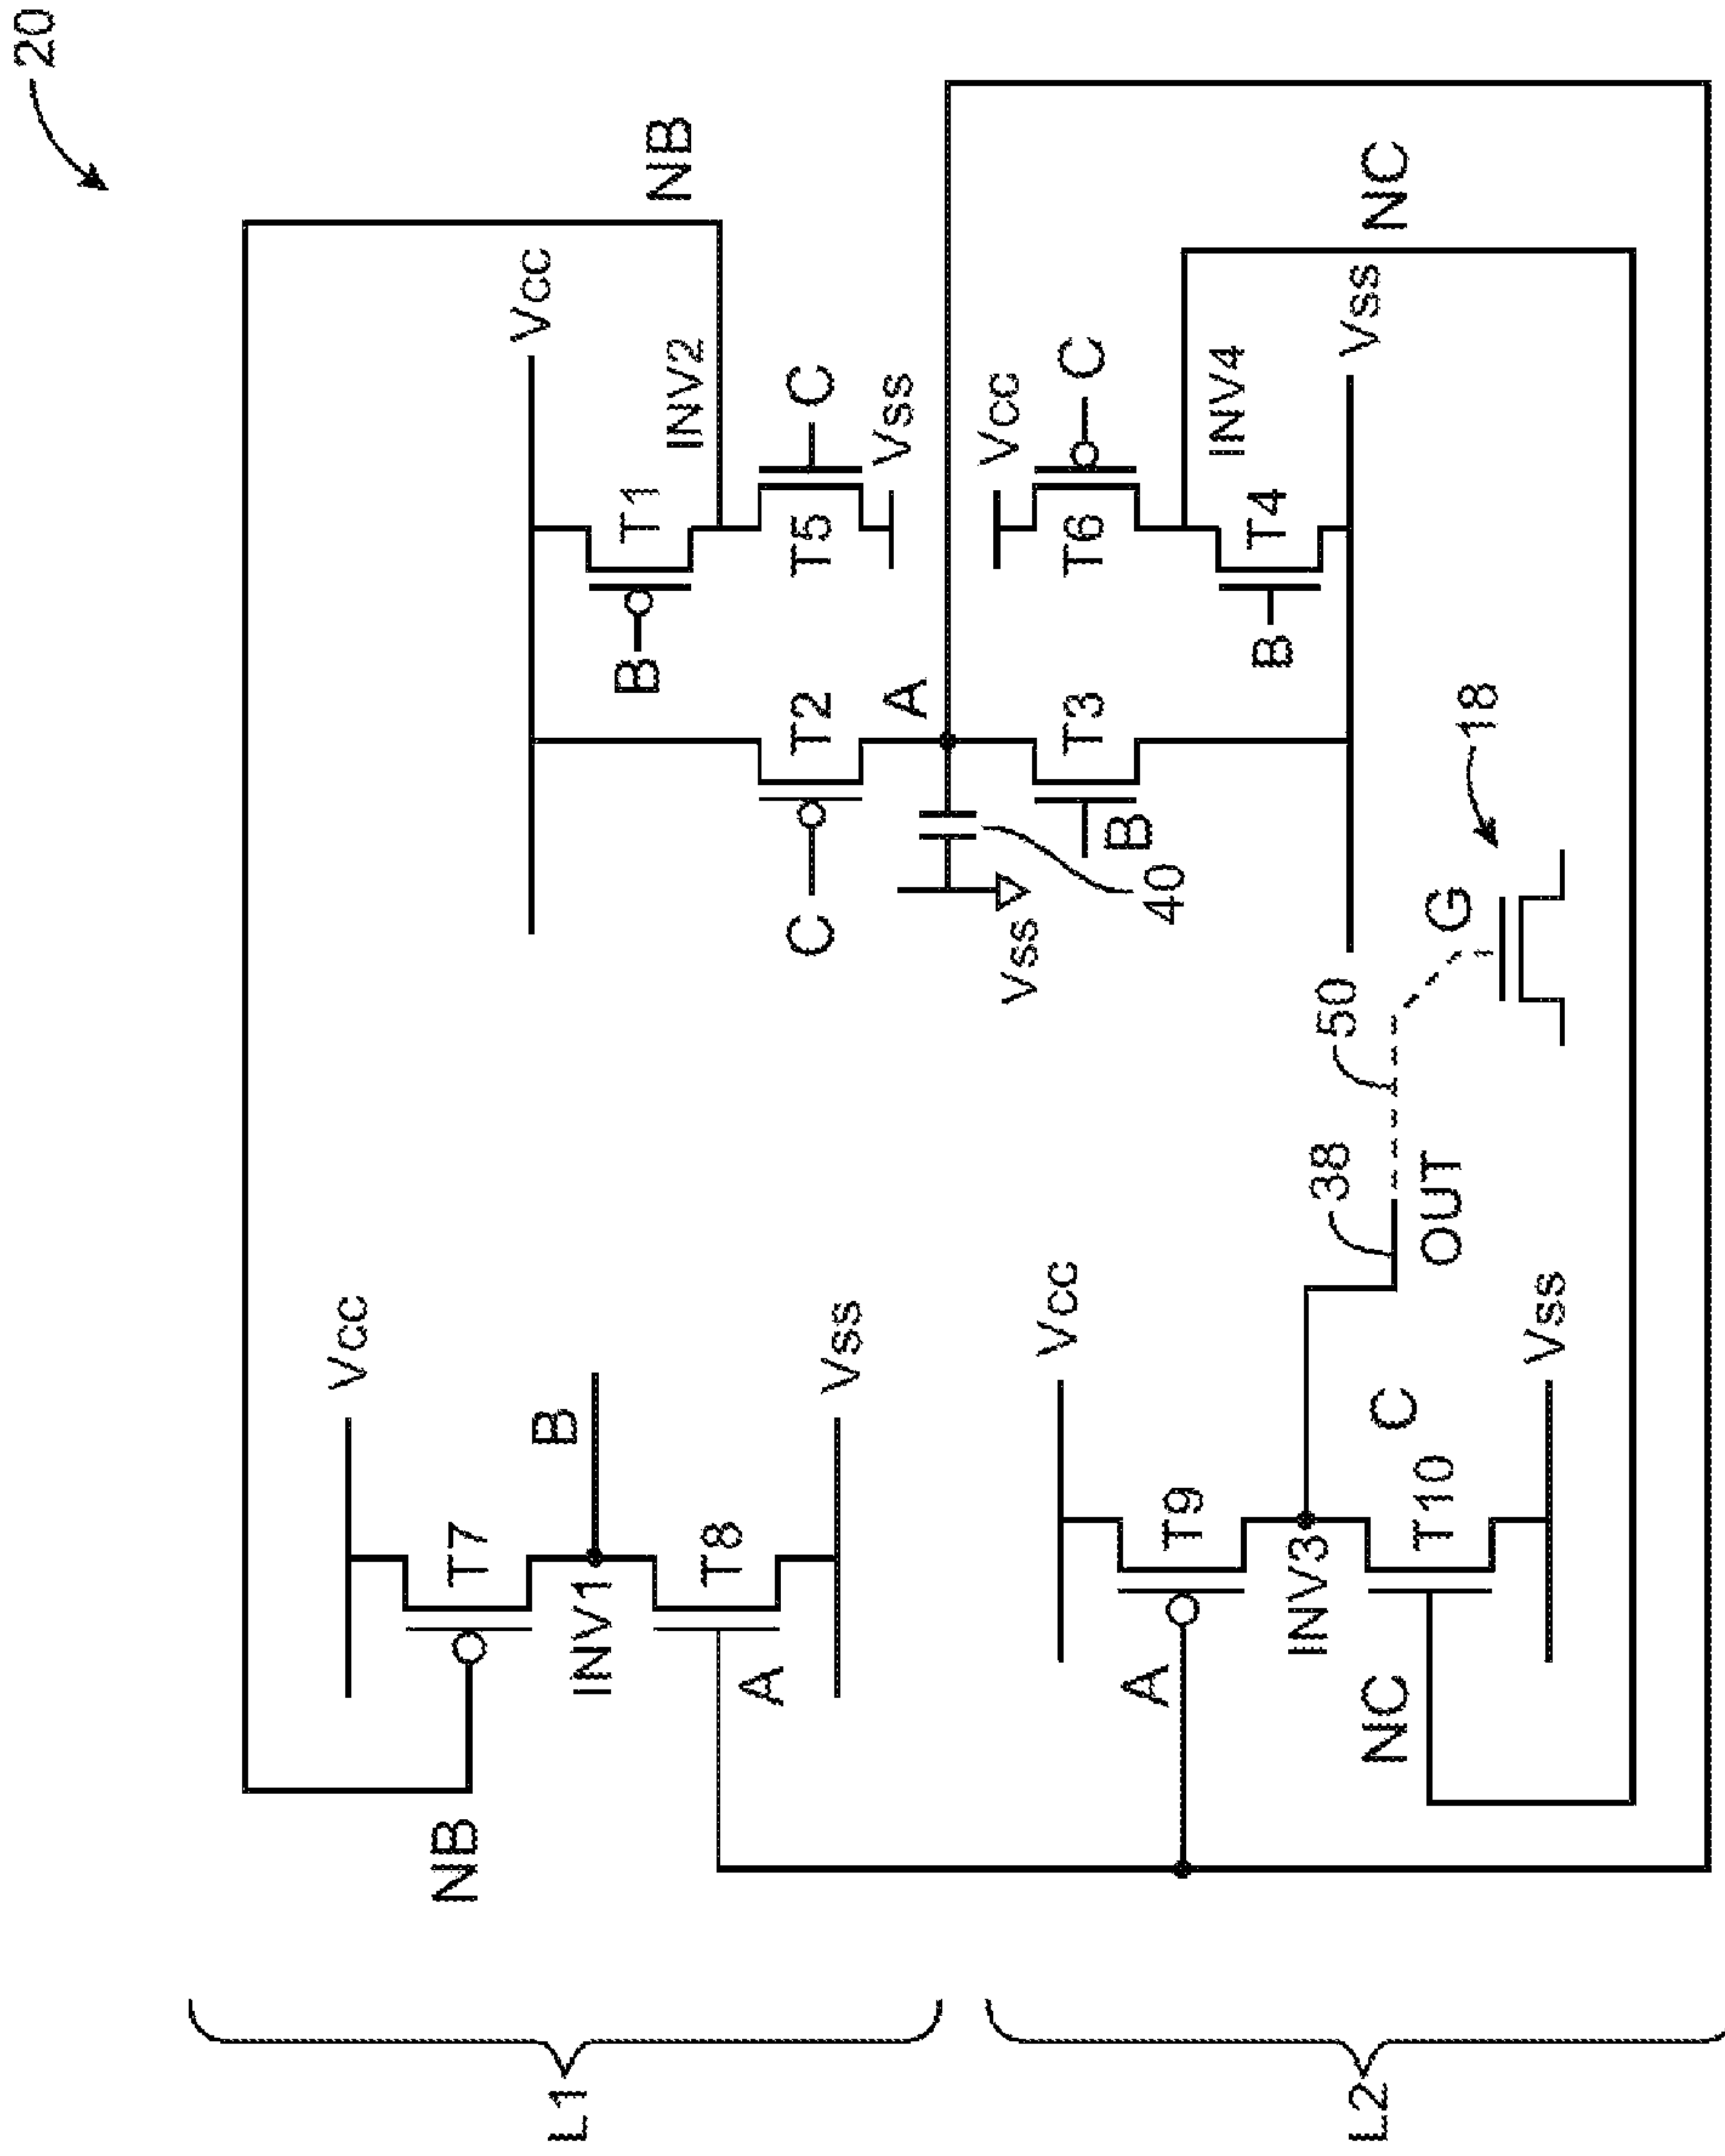 20
NB
Vcc
INV2
T1
B
T5
C
Vss
T2
C
A
Vcc
C
T6
INV4
T4
B
NC
Vss
T3
B
40
Vss
18
G
50
38
OUT
Vcc
T7
B
INV1
T8
A
Vss
NB
Vcc
T9
A
INV3
C
T10
NC
Vss
L1
L2